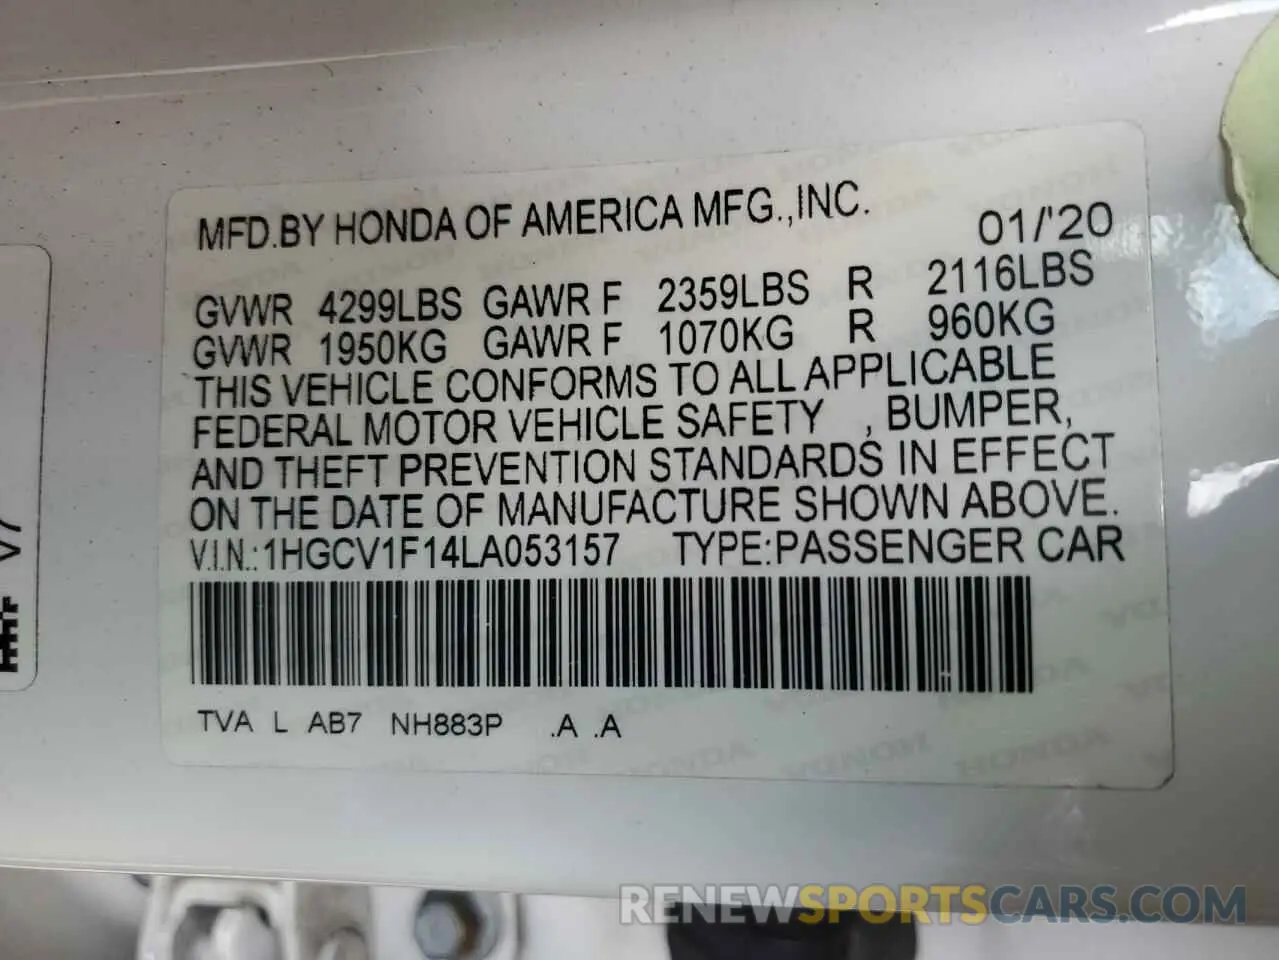 MFD.BY HONDA OF AMERICA MFG.,INC. 01/'20
GVWR 4299LBS GAWR F 2359LBS R 2116LBS
GVWR 1950KG GAWR F 1070KG R 960KG
THIS VEHICLE CONFORMS TO ALL APPLICABLE
FEDERAL MOTOR VEHICLE SAFETY , BUMPER,
AND THEFT PREVENTION STANDARDS IN EFFECT
ON THE DATE OF MANUFACTURE SHOWN ABOVE.
V.I.N.:1HGCV1F14LA053157 TYPE:PASSENGER CAR
TVA L AB7 NH883P .A .A
V7
RENEWSPORTSCARS.COM